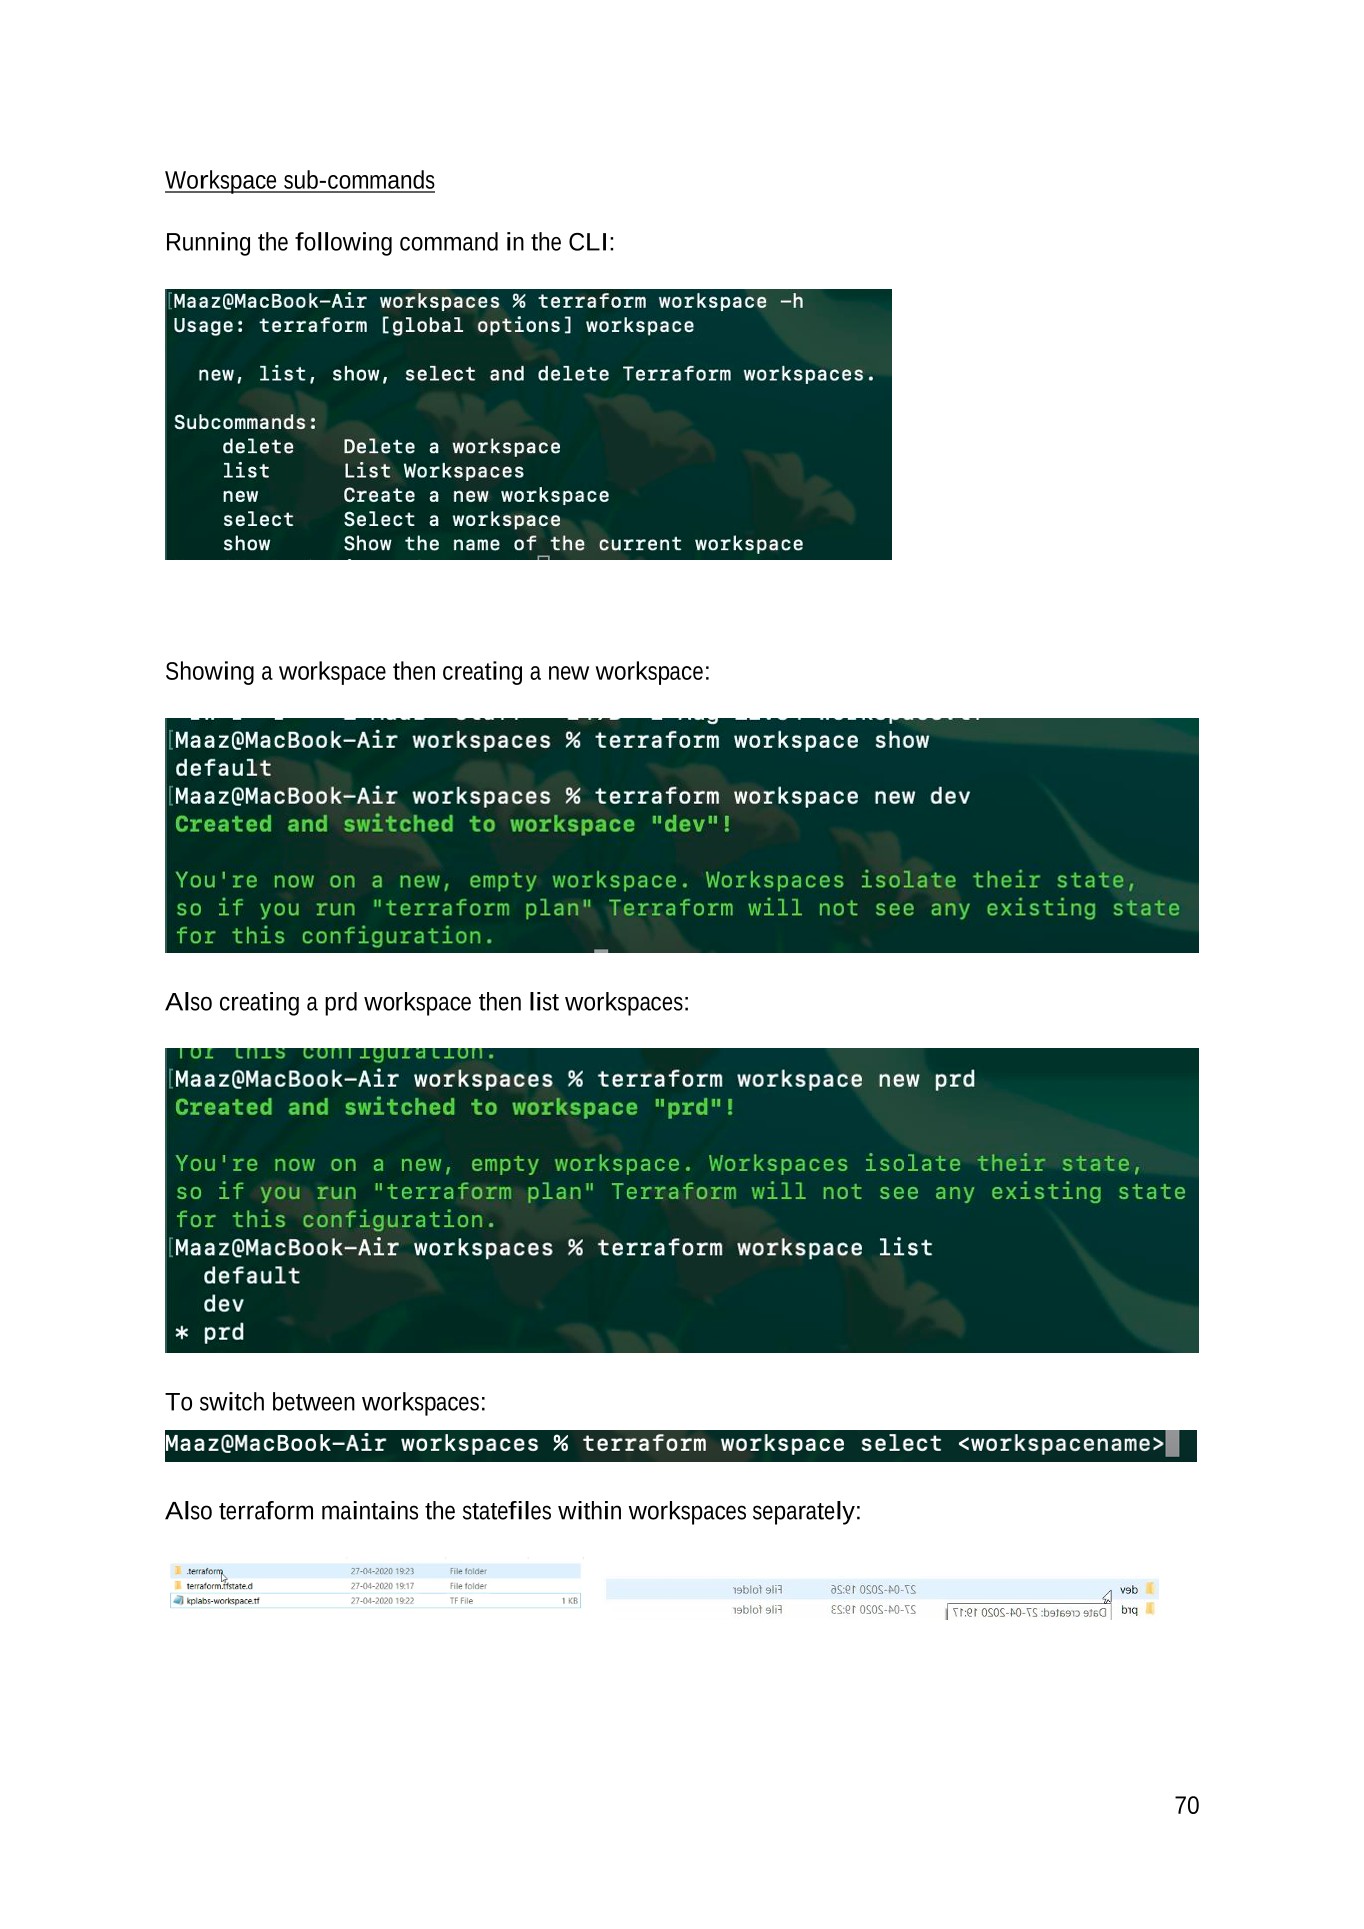 Workspace sub-commands
Running the following command in the CLI:
[Maaz@MacBook-Air workspaces % terraform workspace -h
Usage: terraform [global options] workspace
new, list, show, select and delete Terraform workspaces.
Subcommands:
delete Delete a workspace
list List Workspaces
new Create a new workspace
select Select a workspace
show Show the name of the current workspace
Showing a workspace then creating a new workspace:
[Maaz@MacBook-Air workspaces % terraform workspace show
default
[Maaz@MacBook-Air workspaces % terraform workspace new dev
Created and switched to workspace "dev"!
You're now on a new, empty workspace. Workspaces isolate their state,
so if you run "terraform plan" Terraform will not see any existing state
for this configuration.
Also creating a prd workspace then list workspaces:
for this configuration.
[Maaz@MacBook-Air workspaces % terraform workspace new prd
Created and switched to workspace "prd"!
You're now on a new, empty workspace. Workspaces isolate their state,
so if you run "terraform plan" Terraform will not see any existing state
for this configuration.
[Maaz@MacBook-Air workspaces % terraform workspace list
default
dev
* prd
To switch between workspaces:
Maaz@MacBook-Air workspaces % terraform workspace select <workspacename>
Also terraform maintains the statefiles within workspaces separately:
.terraform 27-04-2020 19:23 File folder
terraform.tfstate.d 27-04-2020 19:17 File folder
kplabs-workspace.tf 27-04-2020 19:22 TF File 1 KB
dev 27-04-2020 19:26 File folder
prd Date created: 27-04-2020 19:17 27-04-2020 19:23 File folder
70